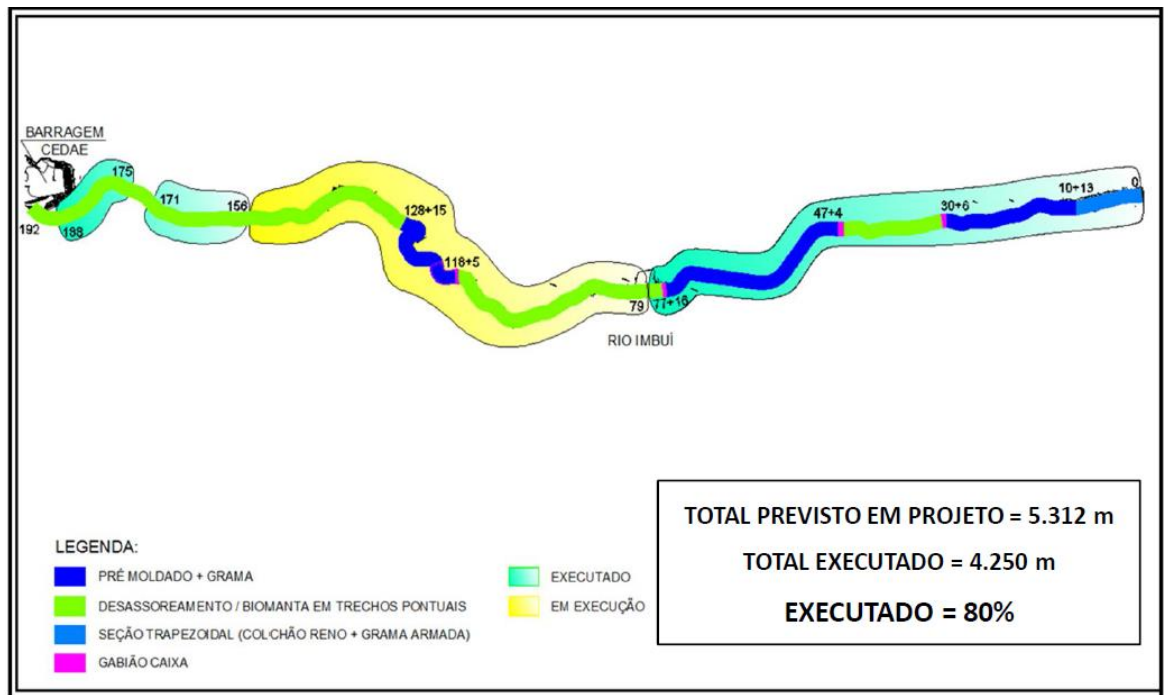 BARRAGEM
CEDAE
175
192
188
171
156
128+15
118+5
79
77+16
RIO IMBUÍ
47+4
30+6
10+13
0
LEGENDA:
PRÉ MOLDADO + GRAMA
DESASSOREAMENTO / BIOMANTA EM TRECHOS PONTUAIS
SEÇÃO TRAPEZOIDAL (COLCHÃO RENO + GRAMA ARMADA)
GABIÃO CAIXA
EXECUTADO
EM EXECUÇÃO
TOTAL PREVISTO EM PROJETO = 5.312 m
TOTAL EXECUTADO = 4.250 m
EXECUTADO = 80%